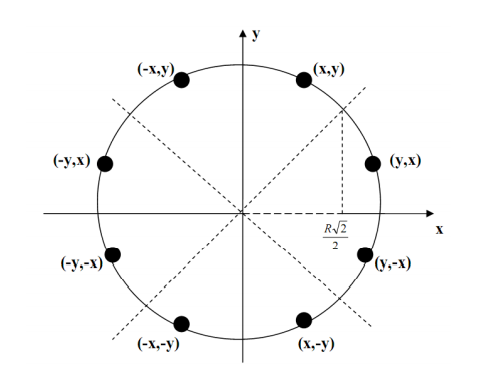 y
(-x,y)
(x,y)
(-y,x)
(y,x)
x
R√2
2
(-y,-x)
(y,-x)
(-x,-y)
(x,-y)